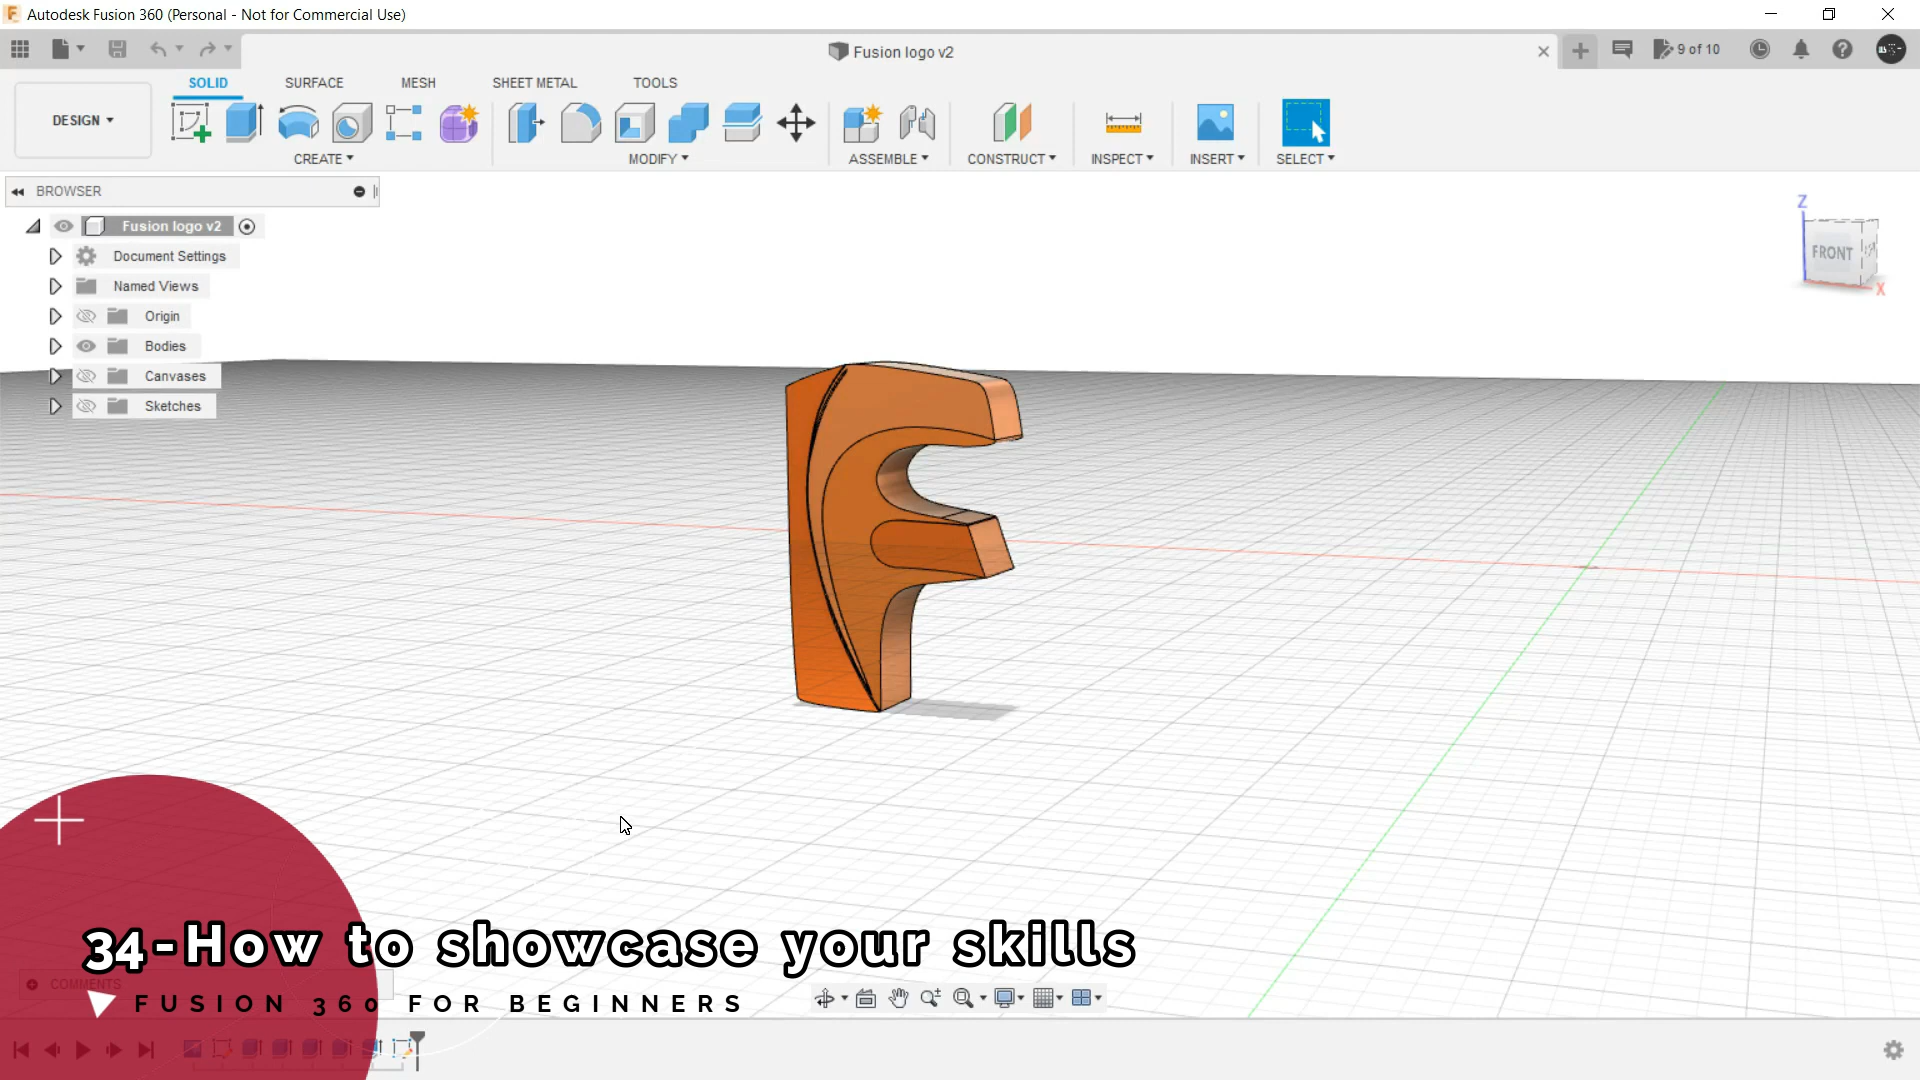 Autodesk Fusion 360 (Personal - Not for Commercial Use)
Fusion logo v2
9 of 10
SOLID SURFACE MESH SHEET METAL TOOLS
DESIGN
CREATE MODIFY ASSEMBLE CONSTRUCT INSPECT INSERT SELECT
BROWSER
Fusion logo v2
Document Settings
Named Views
Origin
Bodies
Canvases
Sketches
Z
FRONT
X
34-How to showcase your skills
COMMENTS
FUSION 360 FOR BEGINNERS